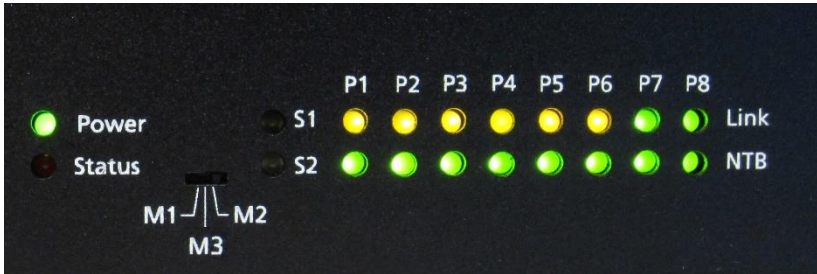 P1 P2 P3 P4 P5 P6 P7 P8
Power S1 Link
Status S2 NTB
M1 M2
M3